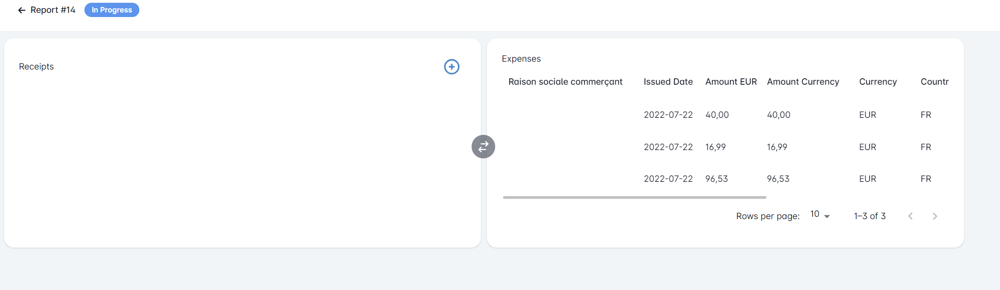 Report #14 In Progress
Receipts
Expenses
Raison sociale commerçant Issued Date Amount EUR Amount Currency Currency Countr
2022-07-22 40,00 40,00 EUR FR
2022-07-22 16,99 16,99 EUR FR
2022-07-22 96,53 96,53 EUR FR
Rows per page: 10 1–3 of 3